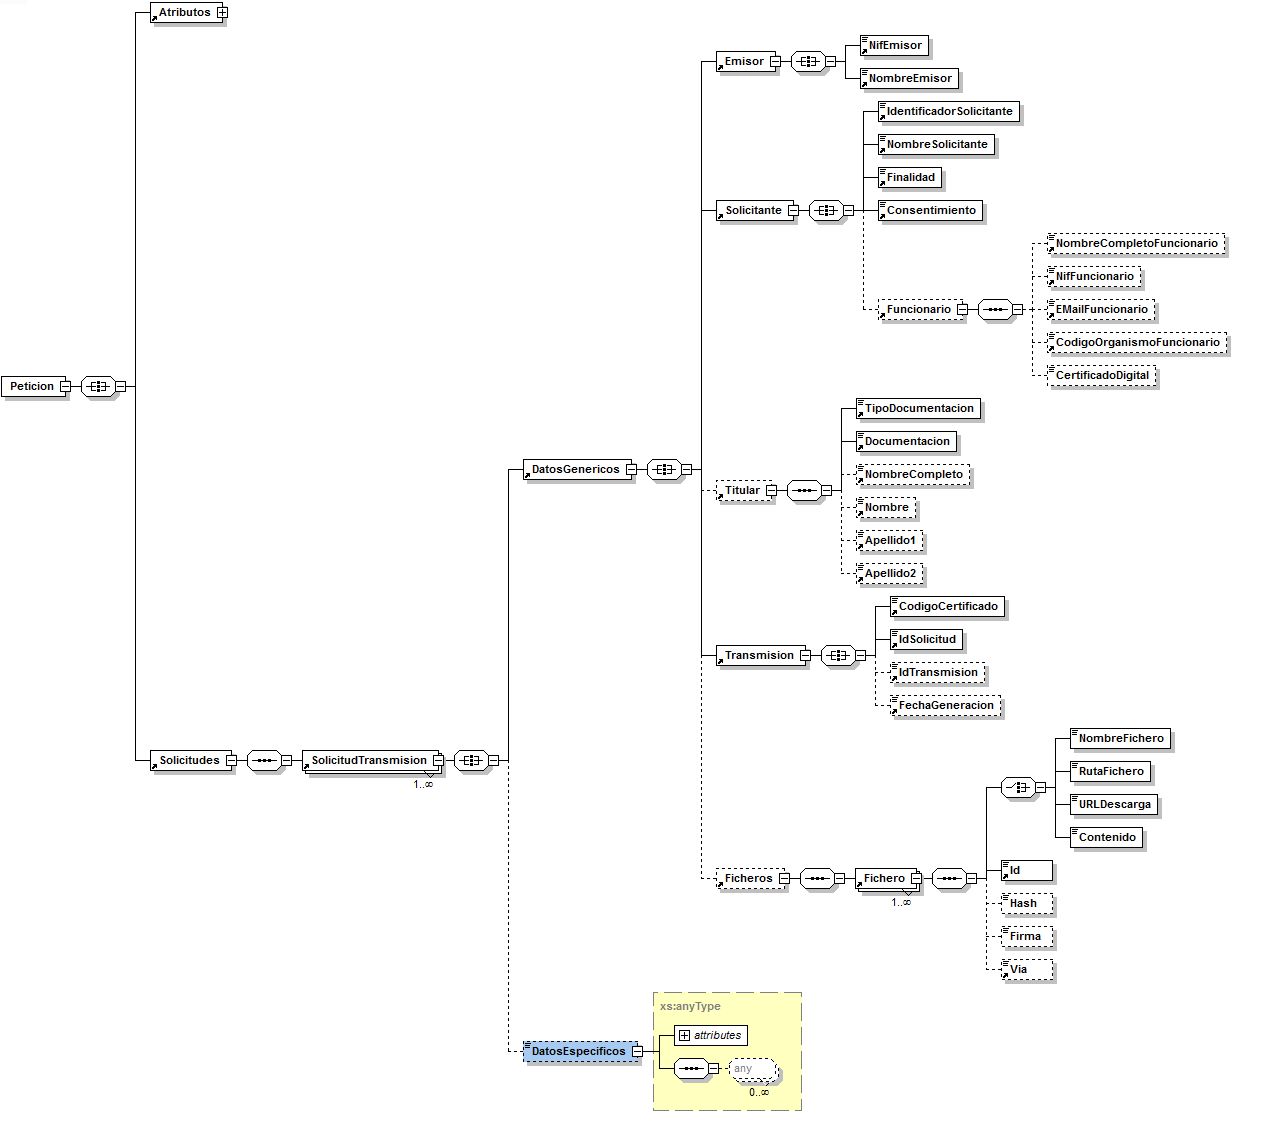 Atributos
Emisor
NifEmisor
NombreEmisor
IdentificadorSolicitante
NombreSolicitante
Finalidad
Solicitante
Consentimiento
NombreCompletoFuncionario
NifFuncionario
Funcionario
EMailFuncionario
CodigoOrganismoFuncionario
CertificadoDigital
Peticion
TipoDocumentacion
Documentacion
DatosGenericos
NombreCompleto
Titular
Nombre
Apellido1
Apellido2
CodigoCertificado
IdSolicitud
Transmision
IdTransmision
FechaGeneracion
NombreFichero
Solicitudes
SolicitudTransmision
1..∞
RutaFichero
URLDescarga
Contenido
Id
Ficheros
Fichero
1..∞
Hash
Firma
Via
xs:anyType
attributes
DatosEspecificos
any
0..∞